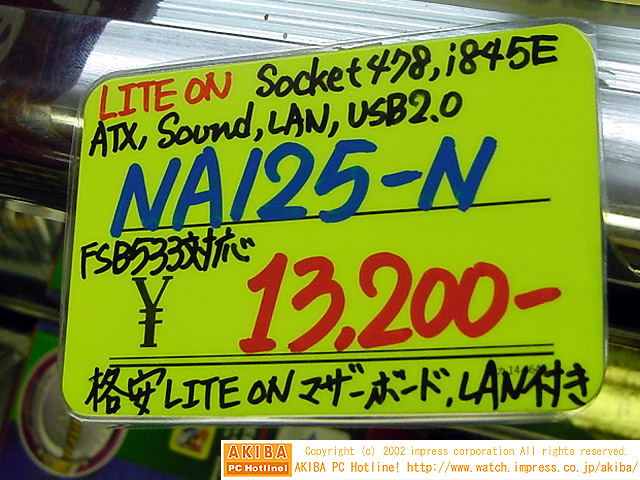 LITE ON Socket478, i845E
ATX, Sound, LAN, USB2.0
NA125-N
FSB533対応
¥ 13,200-
格安LITE ON マザーボード, LAN付き
AKIBA PC Hotline!
Copyright (c) 2002 impress corporation All rights reserved.
AKIBA PC Hotline! http://www.watch.impress.co.jp/akiba/